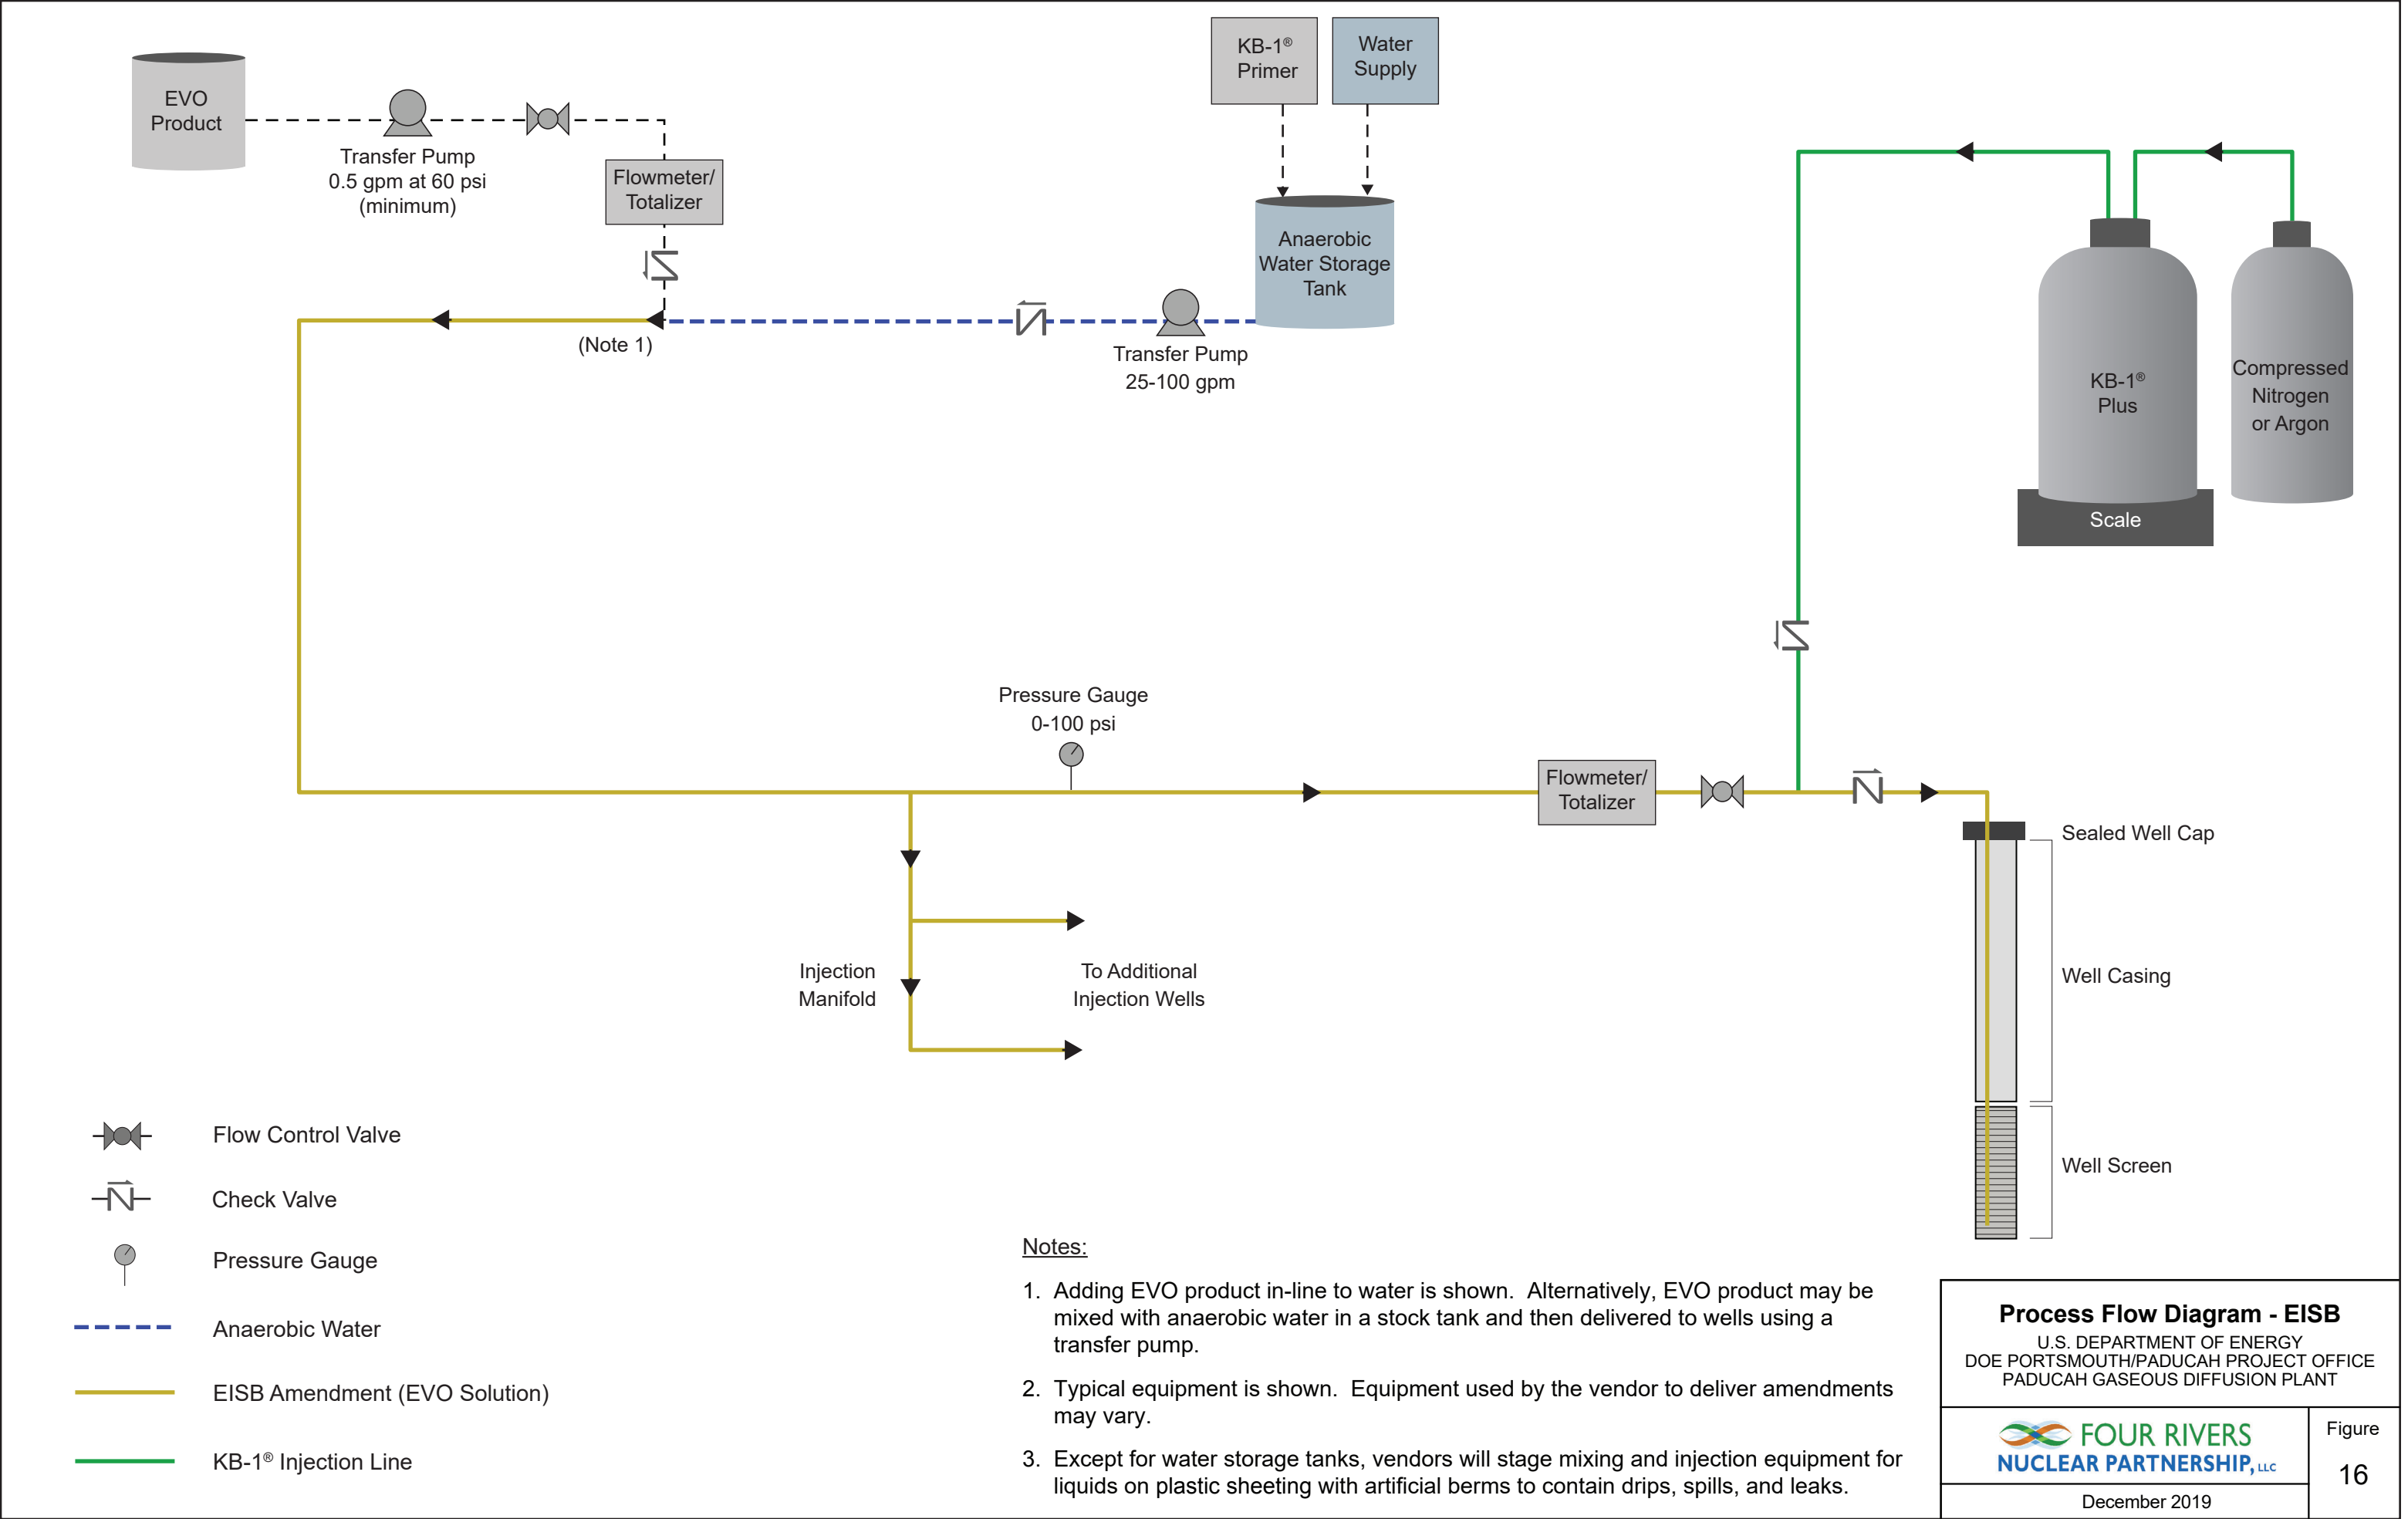 EVO
Product
Transfer Pump
0.5 gpm at 60 psi
(minimum)
Flowmeter/
Totalizer
KB-1®
Primer
Water
Supply
Anaerobic
Water Storage
Tank
(Note 1)
Transfer Pump
25-100 gpm
KB-1®
Plus
Scale
Compressed
Nitrogen
or Argon
Pressure Gauge
0-100 psi
Flowmeter/
Totalizer
Sealed Well Cap
Well Casing
Well Screen
Injection
Manifold
To Additional
Injection Wells
Flow Control Valve
Check Valve
Pressure Gauge
Anaerobic Water
EISB Amendment (EVO Solution)
KB-1® Injection Line
Notes:
1. Adding EVO product in-line to water is shown. Alternatively, EVO product may be
mixed with anaerobic water in a stock tank and then delivered to wells using a
transfer pump.
2. Typical equipment is shown. Equipment used by the vendor to deliver amendments
may vary.
3. Except for water storage tanks, vendors will stage mixing and injection equipment for
liquids on plastic sheeting with artificial berms to contain drips, spills, and leaks.
Process Flow Diagram - EISB
U.S. DEPARTMENT OF ENERGY
DOE PORTSMOUTH/PADUCAH PROJECT OFFICE
PADUCAH GASEOUS DIFFUSION PLANT
FOUR RIVERS
NUCLEAR PARTNERSHIP, LLC
December 2019
Figure
16